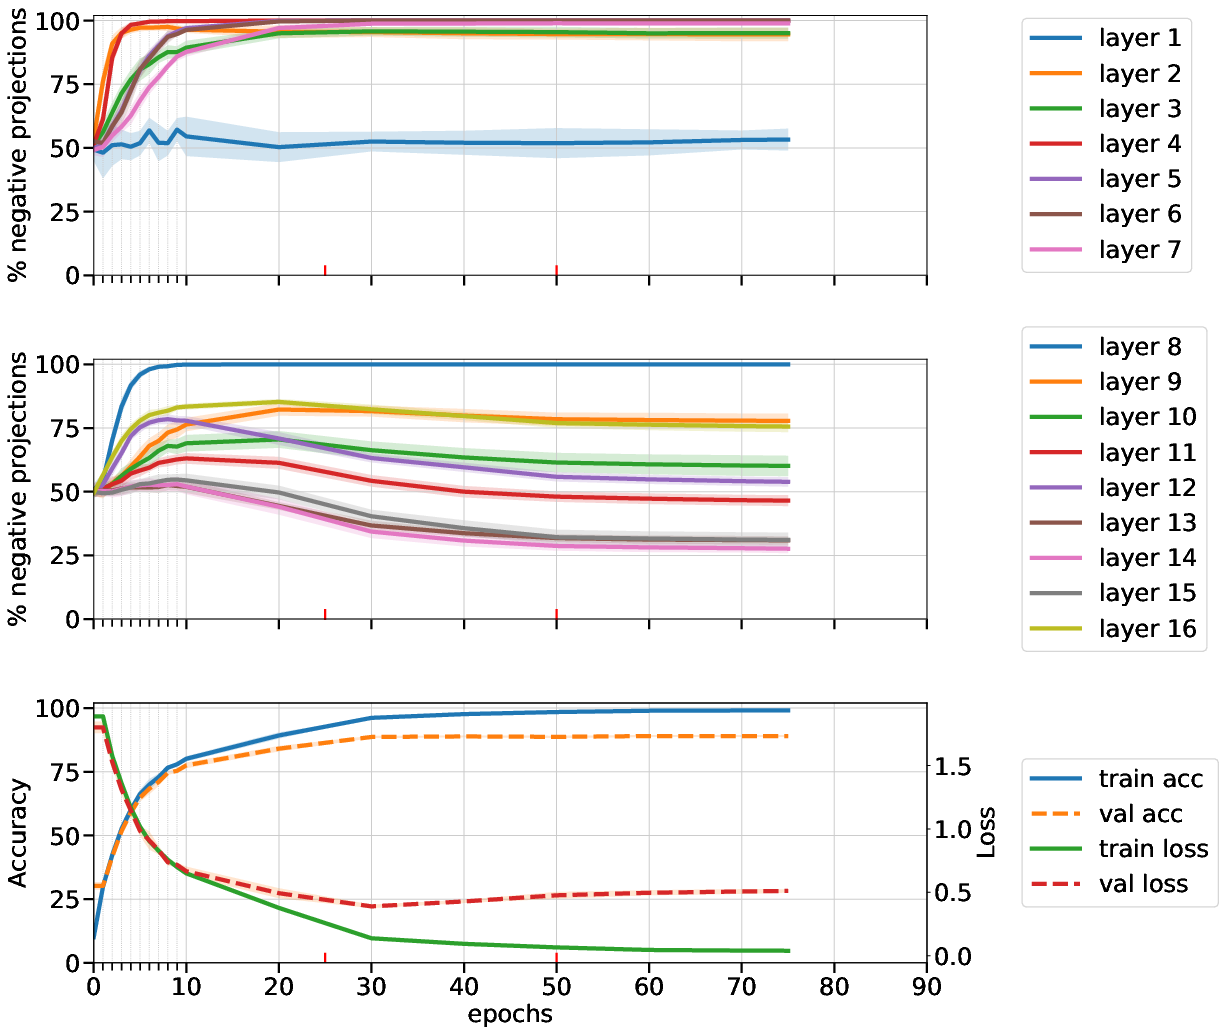 % negative projections
100
75
50
25
0
layer 1
layer 2
layer 3
layer 4
layer 5
layer 6
layer 7
% negative projections
100
75
50
25
0
layer 8
layer 9
layer 10
layer 11
layer 12
layer 13
layer 14
layer 15
layer 16
Accuracy
100
75
50
25
0
1.5
1.0
0.5
0.0
Loss
0 10 20 30 40 50 60 70 80 90
epochs
train acc
val acc
train loss
val loss